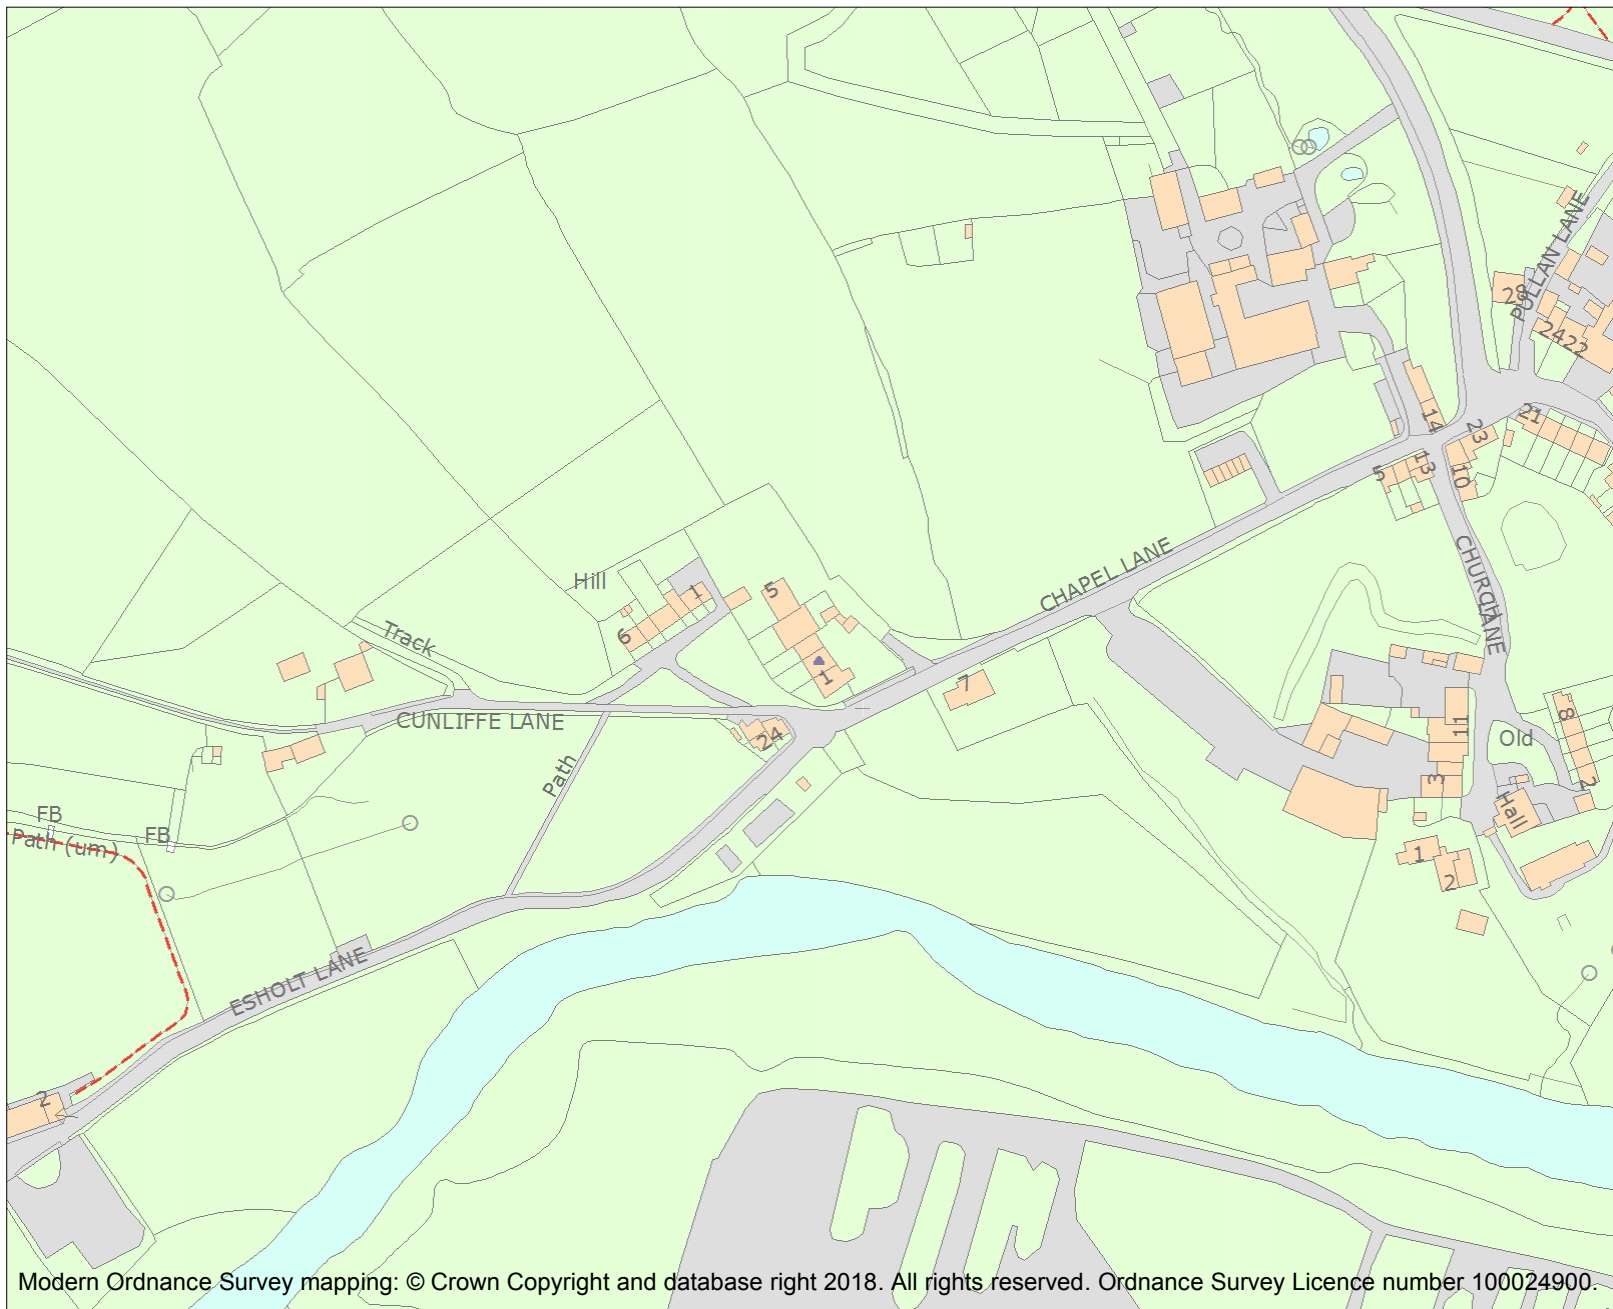 PULLAN LANE
28
24 22
21
14
23
13
5
10
CHAPEL LANE
CHURCH LANE
Hill
1
5
6
Track
1
7
CUNLIFFE LANE
24
11
8
Old
Path
3
2
Hall
FB
FB
Path (um)
1
2
ESHOLT LANE
2
Modern Ordnance Survey mapping: © Crown Copyright and database right 2018. All rights reserved. Ordnance Survey Licence number 100024900.